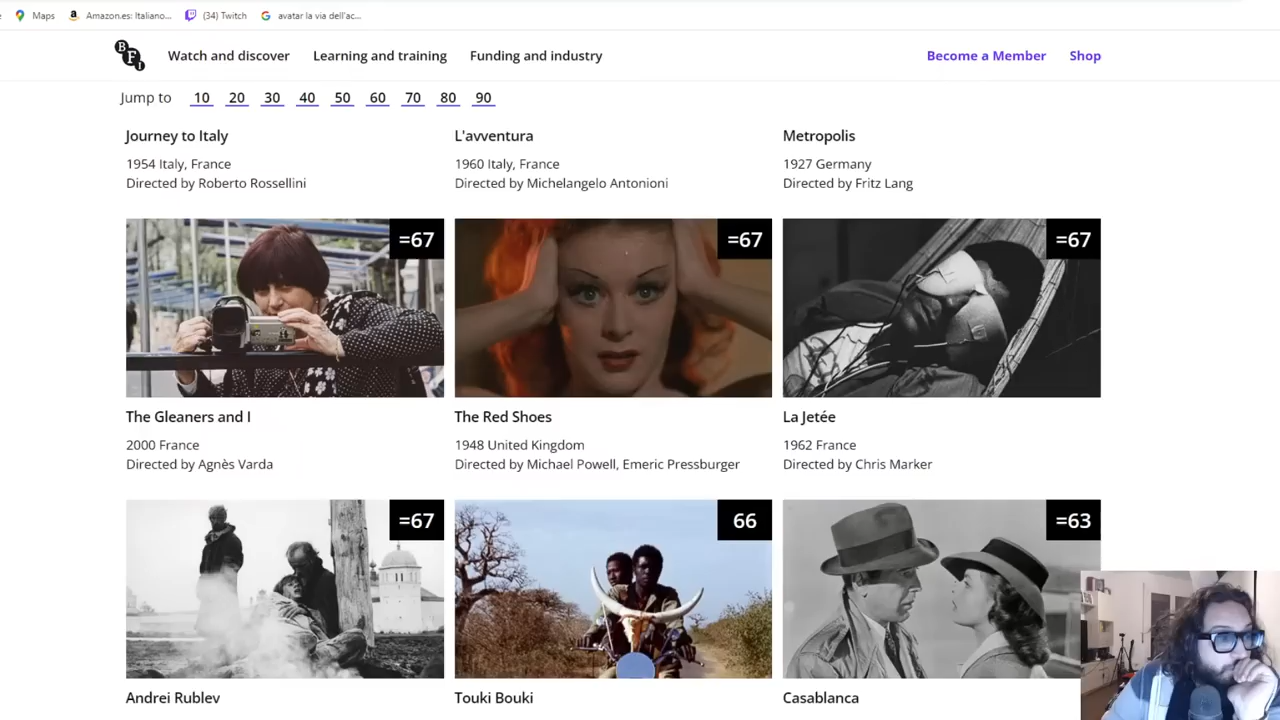 Maps
Amazon.es: Italiano...
(34) Twitch
avatar la via dell'ac...
BFI
Watch and discover
Learning and training
Funding and industry
Become a Member
Shop
Jump to 10 20 30 40 50 60 70 80 90
Journey to Italy
1954 Italy, France
Directed by Roberto Rossellini
L'avventura
1960 Italy, France
Directed by Michelangelo Antonioni
Metropolis
1927 Germany
Directed by Fritz Lang
=67
The Gleaners and I
2000 France
Directed by Agnès Varda
=67
The Red Shoes
1948 United Kingdom
Directed by Michael Powell, Emeric Pressburger
=67
La Jetée
1962 France
Directed by Chris Marker
=67
Andrei Rublev
66
Touki Bouki
=63
Casablanca